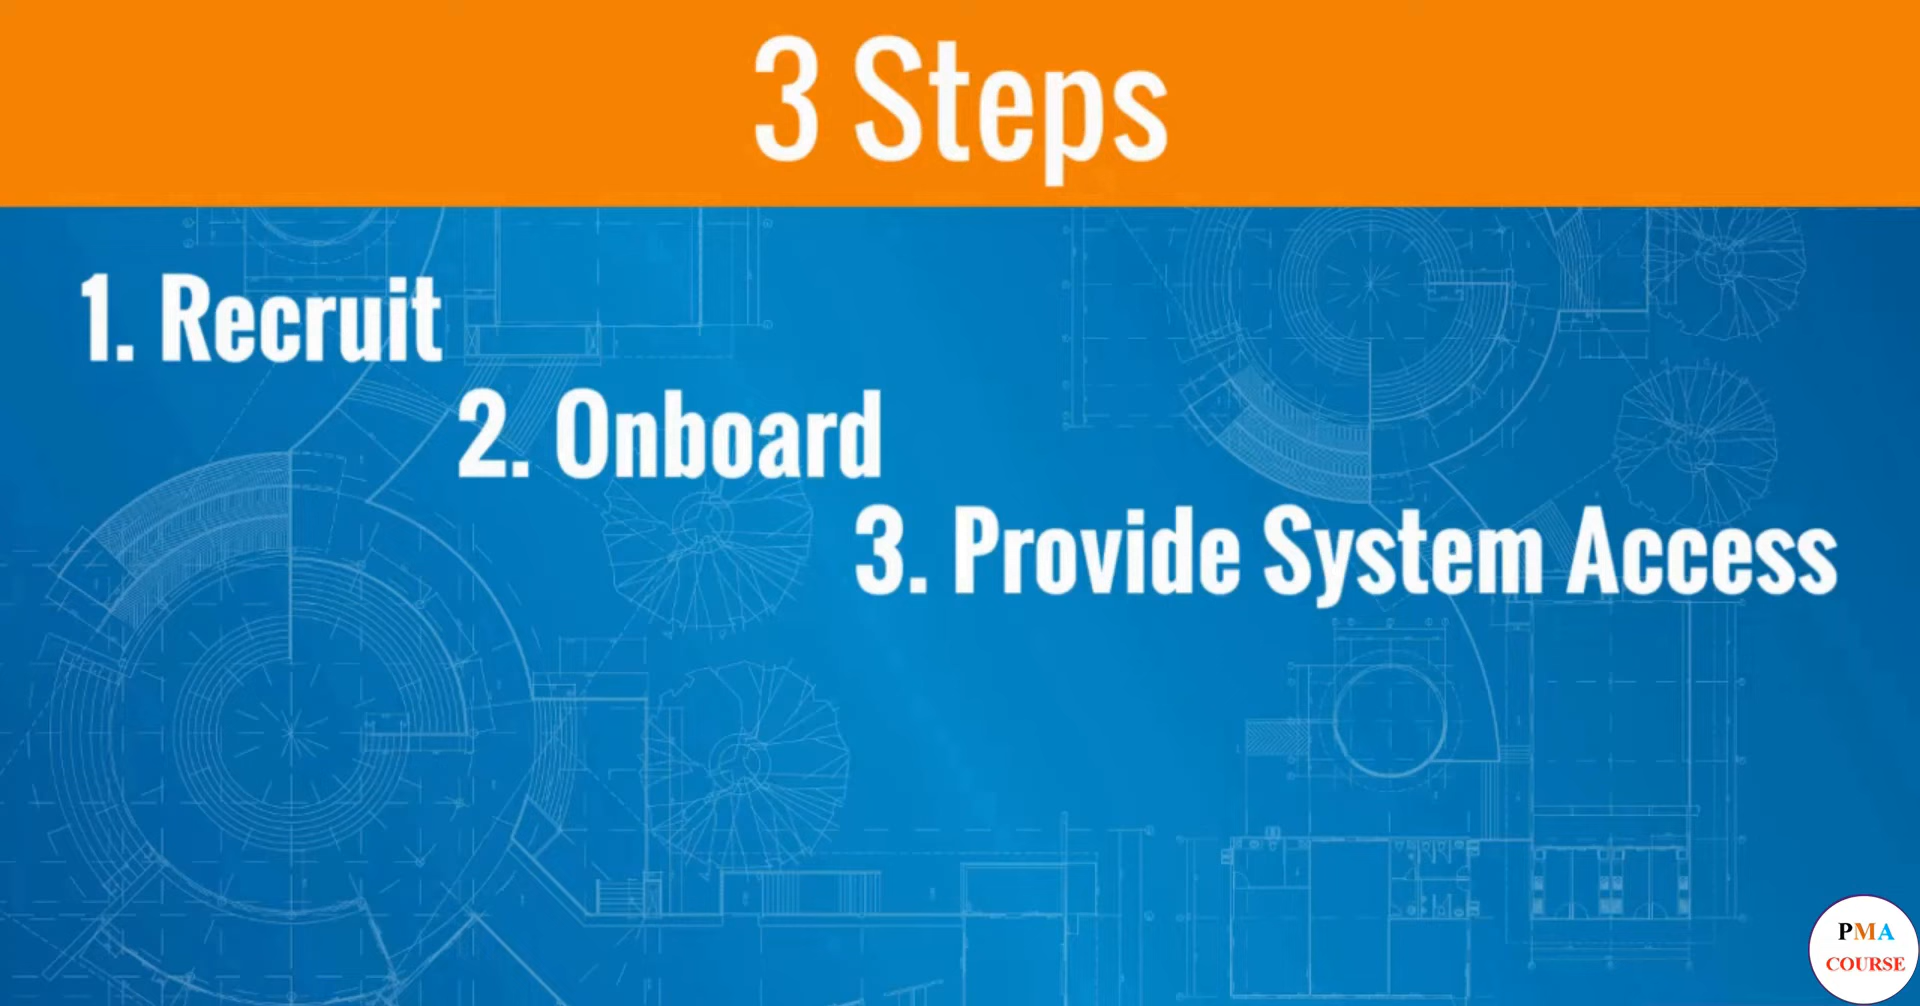 3 Steps
1. Recruit
2. Onboard
3. Provide System Access
PMA
COURSE